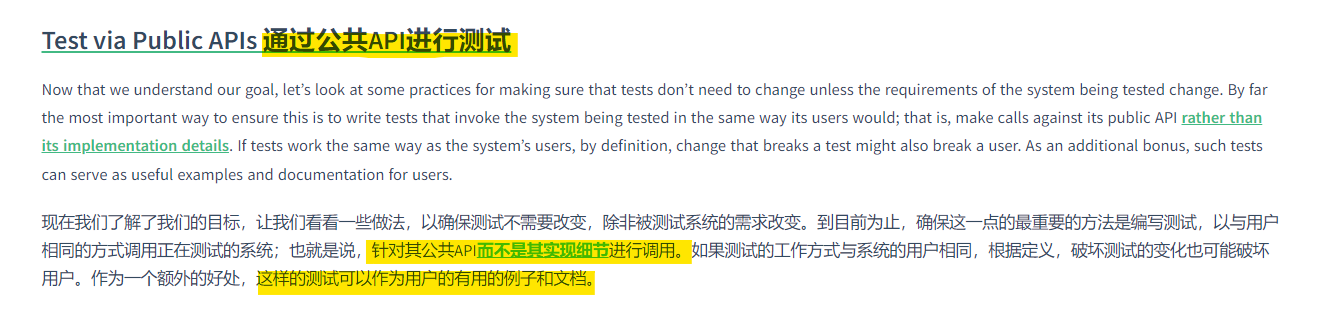 Test via Public APIs 通过公共API进行测试
Now that we understand our goal, let’s look at some practices for making sure that tests don’t need to change unless the requirements of the system being tested change. By far
the most important way to ensure this is to write tests that invoke the system being tested in the same way its users would; that is, make calls against its public API rather than
its implementation details. If tests work the same way as the system’s users, by definition, change that breaks a test might also break a user. As an additional bonus, such tests
can serve as useful examples and documentation for users.
现在我们了解了我们的目标，让我们看看一些做法，以确保测试不需要改变，除非被测试系统的需求改变。到目前为止，确保这一点的最重要的方法是编写测试，以与用户
相同的方式调用正在测试的系统；也就是说，针对其公共API而不是其实现细节进行调用。如果测试的工作方式与系统的用户相同，根据定义，破坏测试的变化也可能破坏
用户。作为一个额外的好处，这样的测试可以作为用户的有用的例子和文档。